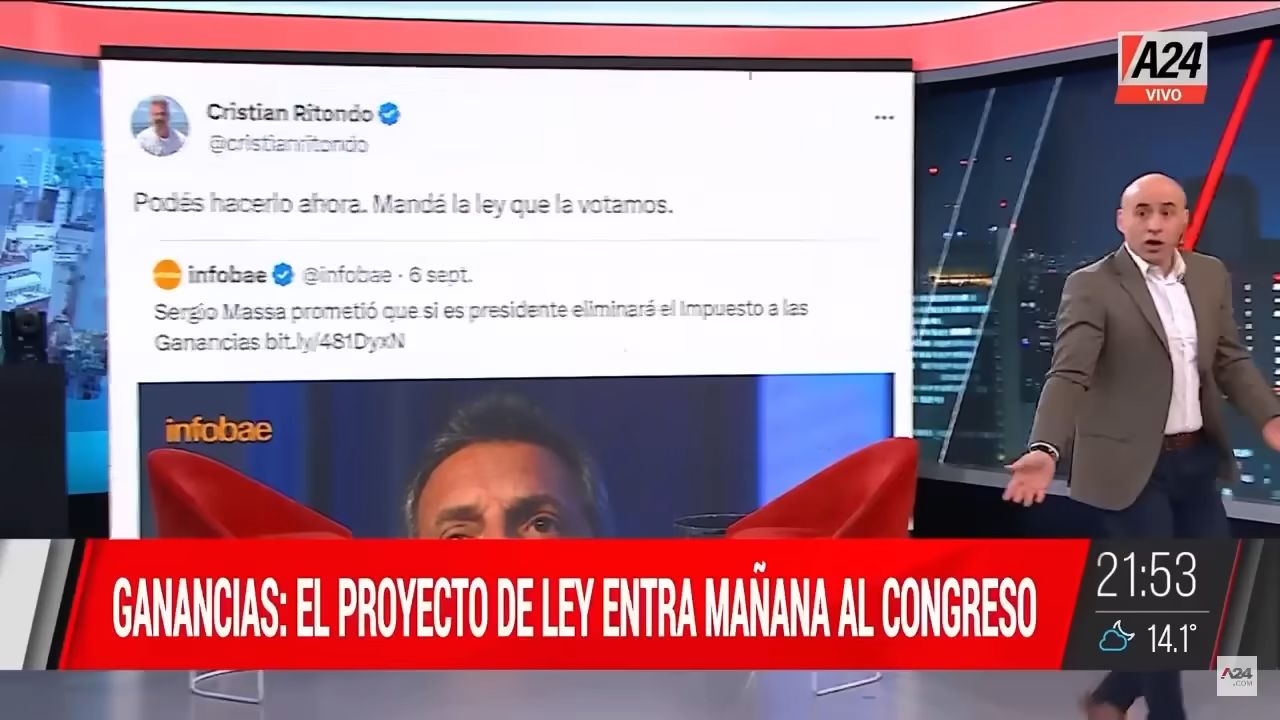 A24
VIVO
Cristian Ritondo
@cristianritondo
Podés hacerlo ahora. Mandá la ley que la votamos.
infobae @infobae · 6 sept.
Sergio Massa prometió que si es presidente eliminará el Impuesto a las
Ganancias bit.ly/481DyxN
infobae
GANANCIAS: EL PROYECTO DE LEY ENTRA MAÑANA AL CONGRESO
21:53
14.1°
A24
.COM